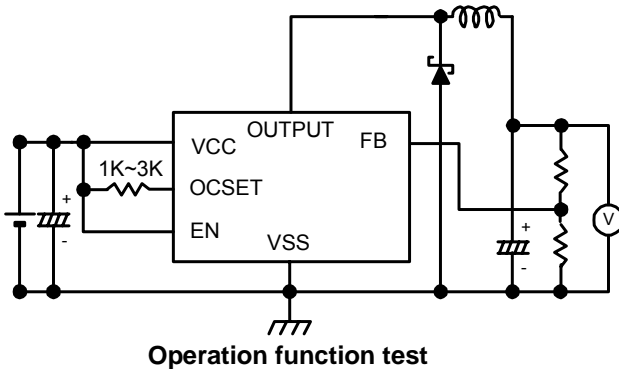 OUTPUT
VCC
FB
1K~3K
OCSET
EN
VSS
+
-
+
-
V
Operation function test